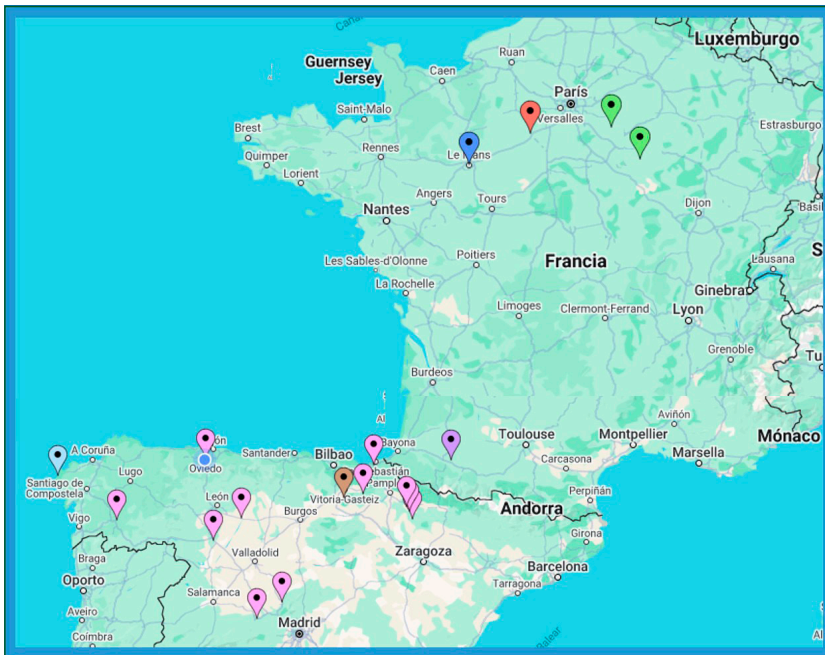 Luxemburgo
Ruan
Guernsey
Jersey
Caen
París
Versalles
Saint-Malo
Estrasburgo
Brest
Rennes
Le Mans
Quimper
Lorient
Angers
Tours
Dijon
Nantes
Les Sables-d'Olonne
Poitiers
Francia
Lausana
La Rochelle
Ginebra
Limoges
Clermont-Ferrand
Lyon
Grenoble
Burdeos
Aviñón
Mónaco
A Coruña
Bayona
Toulouse
Montpellier
Marsella
Santander
Bilbao
Carcasona
Oviedo
Lugo
Santiago de
Compostela
León
Vitoria-Gasteiz
Perpiñán
Andorra
Vigo
Burgos
Girona
Valladolid
Zaragoza
Braga
Barcelona
Oporto
Salamanca
Tarragona
Aveiro
Madrid
Coímbra